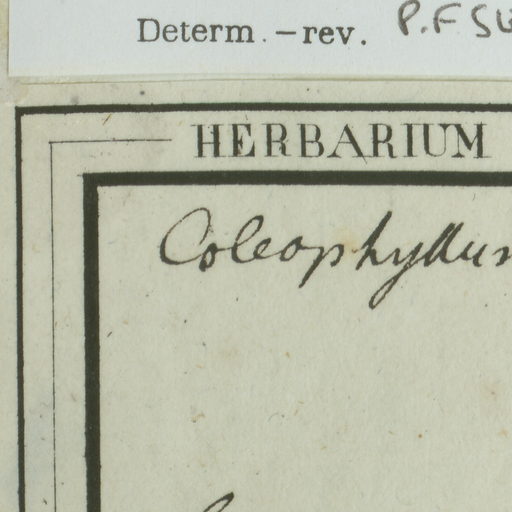 Determ. – rev. P.F
HERBARIUM
Coleophyllum